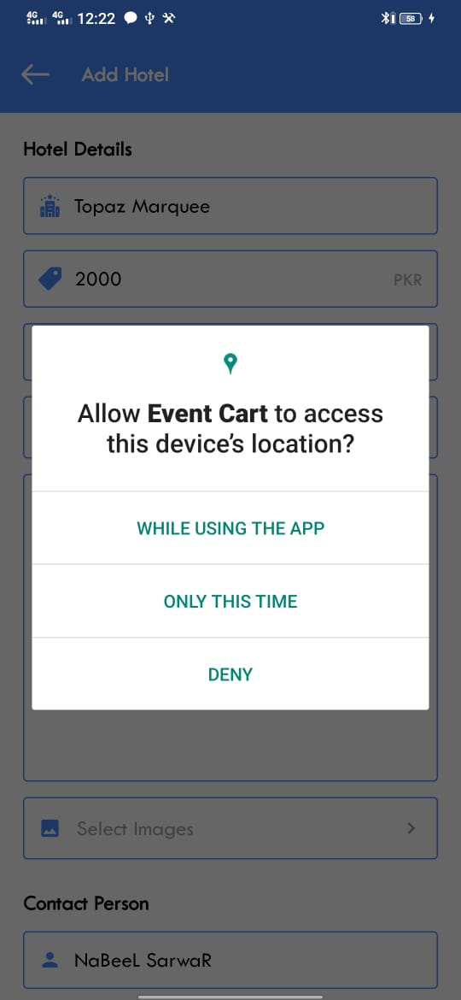 4G 4G 12:22 58
Add Hotel
Hotel Details
Topaz Marquee
2000 PKR
Allow Event Cart to access
this device's location?
WHILE USING THE APP
ONLY THIS TIME
DENY
Select Images
Contact Person
NaBeeL SarwaR